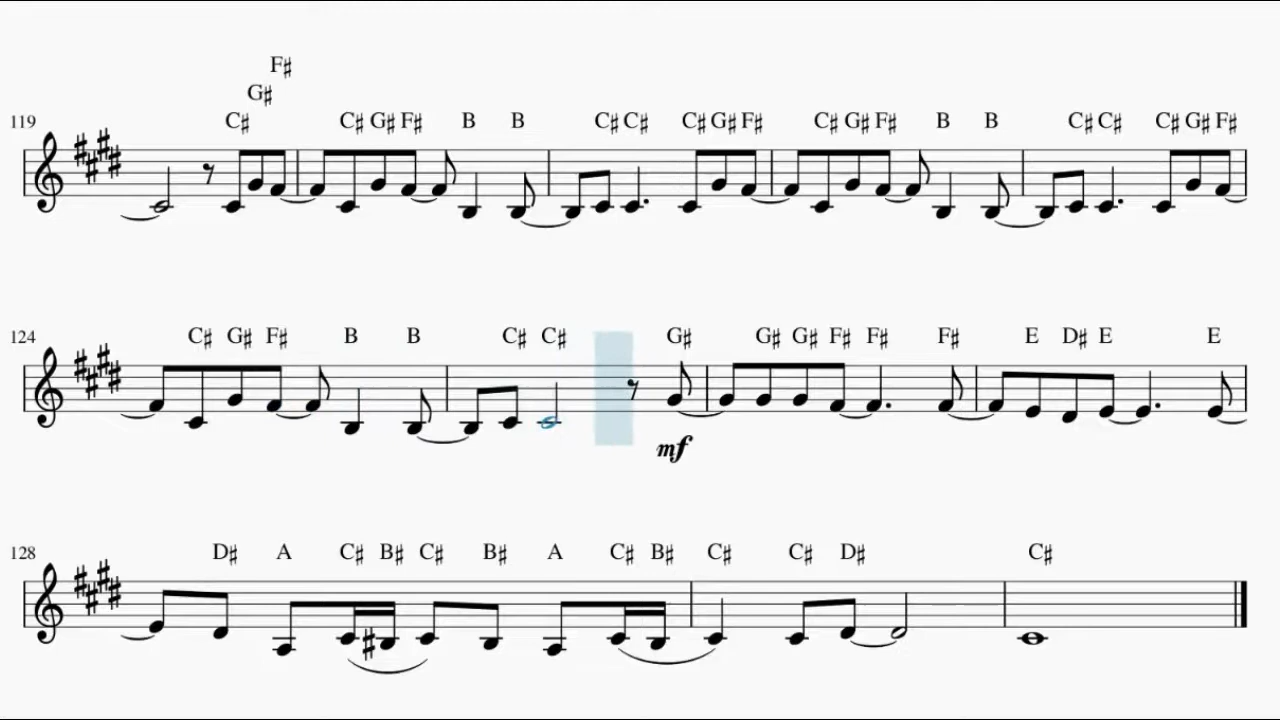 F♯
G♯
119 C♯ C♯ G♯ F♯ B B C♯ C♯ C♯ G♯ F♯ C♯ G♯ F♯ B B C♯ C♯ C♯ G♯ F♯
124 C♯ G♯ F♯ B B C♯ C♯ G♯ G♯ G♯ F♯ F♯ F♯ E D♯ E E
mf
128 D♯ A C♯ B♯ C♯ B♯ A C♯ B♯ C♯ C♯ D♯ C♯